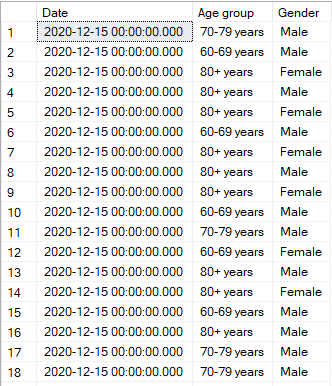 Date Age group Gender
1 2020-12-15 00:00:00.000 70-79 years Male
2 2020-12-15 00:00:00.000 60-69 years Male
3 2020-12-15 00:00:00.000 80+ years Female
4 2020-12-15 00:00:00.000 80+ years Male
5 2020-12-15 00:00:00.000 80+ years Female
6 2020-12-15 00:00:00.000 60-69 years Male
7 2020-12-15 00:00:00.000 80+ years Female
8 2020-12-15 00:00:00.000 80+ years Male
9 2020-12-15 00:00:00.000 80+ years Female
10 2020-12-15 00:00:00.000 60-69 years Male
11 2020-12-15 00:00:00.000 70-79 years Male
12 2020-12-15 00:00:00.000 60-69 years Female
13 2020-12-15 00:00:00.000 80+ years Male
14 2020-12-15 00:00:00.000 80+ years Female
15 2020-12-15 00:00:00.000 60-69 years Male
16 2020-12-15 00:00:00.000 80+ years Male
17 2020-12-15 00:00:00.000 70-79 years Male
18 2020-12-15 00:00:00.000 70-79 years Male